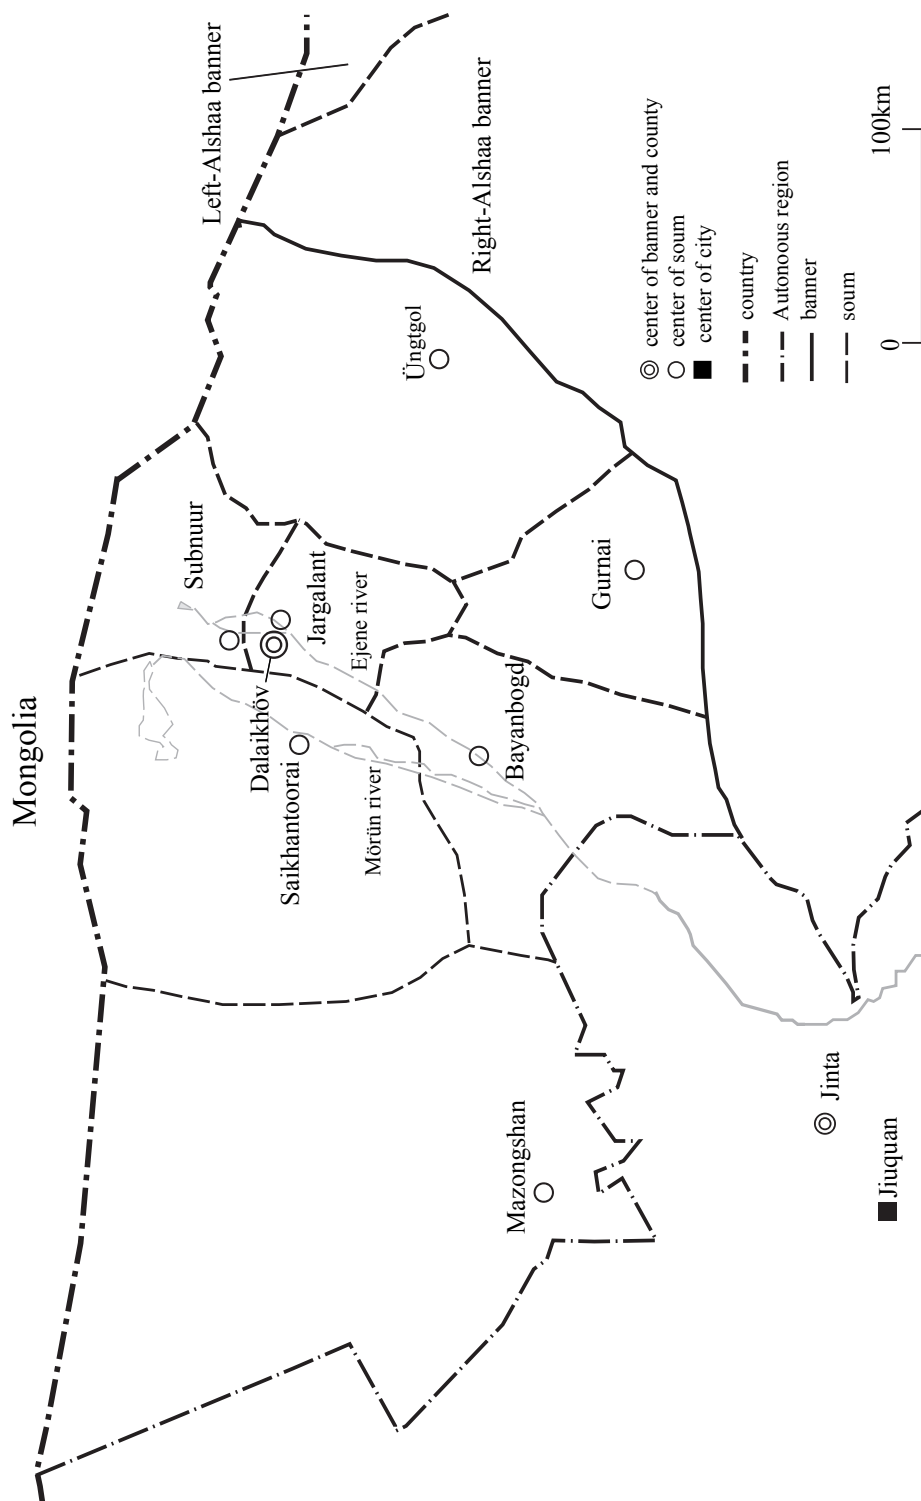 Mongolia
Left-Alshaa banner
Right-Alshaa banner
Subnuur
Üngtgol
Jargalant
Ejene river
Dalaikhöv
Saikhantoorai
Mörün river
Gurnai
Bayanbogd
Mazongshan
Jinta
Jiuquan
center of banner and county
center of soum
center of city
country
Autonoous region
banner
soum
0
100km